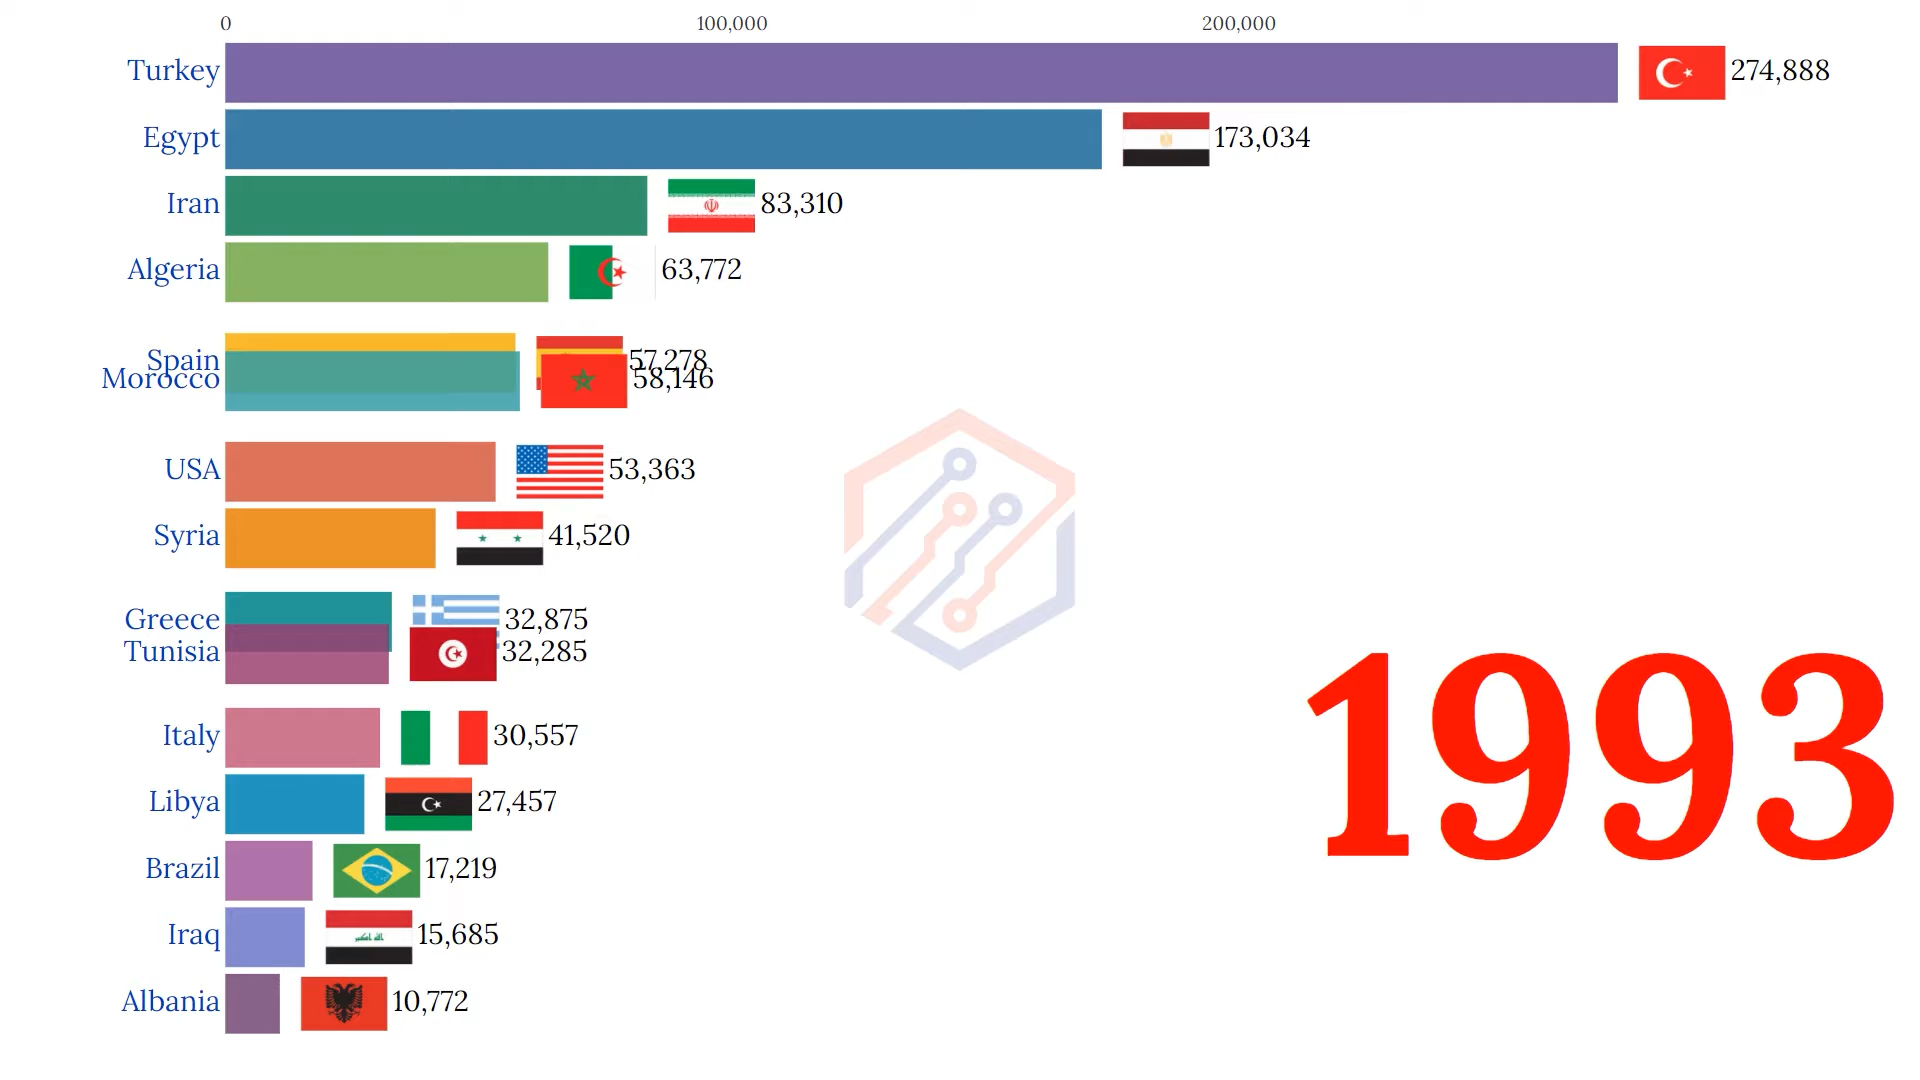 0 100,000 200,000
Turkey 274,888
Egypt 173,034
Iran 83,310
Algeria 63,772
Spain 57,278
Morocco 58,146
USA 53,363
Syria 41,520
Greece 32,875
Tunisia 32,285
Italy 30,557
Libya 27,457
Brazil 17,219
Iraq 15,685
Albania 10,772
1993